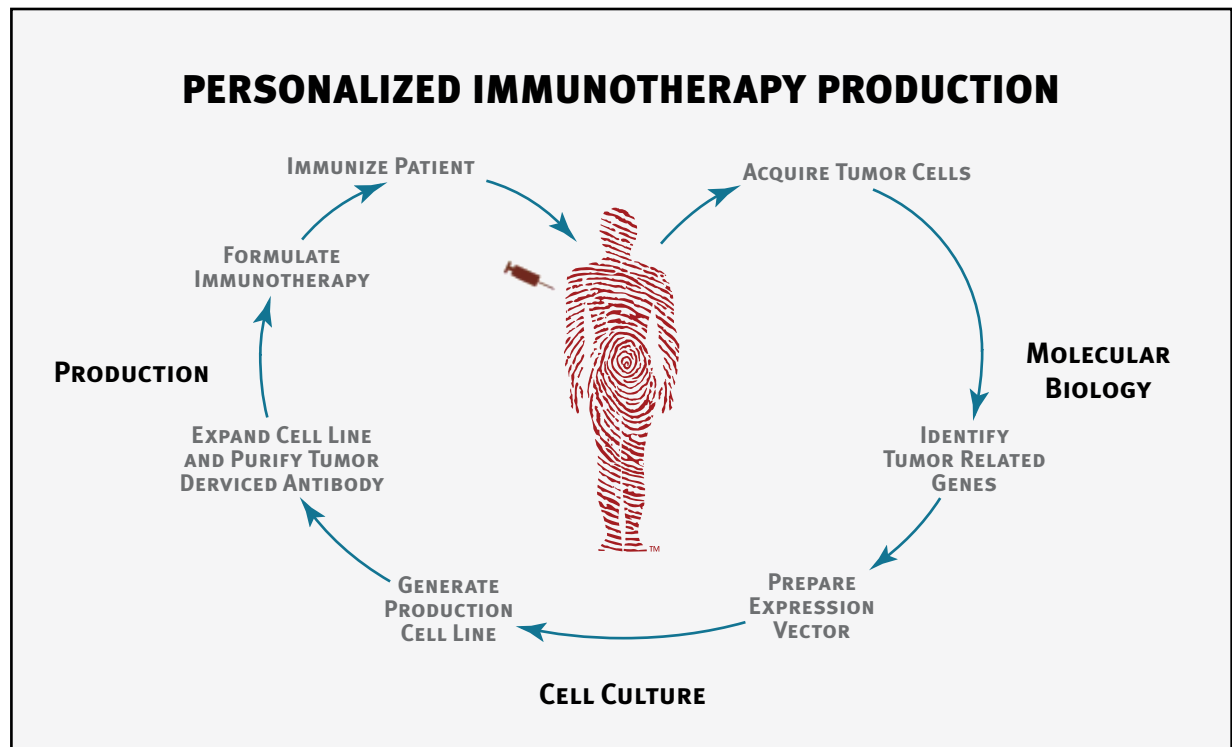 PERSONALIZED IMMUNOTHERAPY PRODUCTION
IMMUNIZE PATIENT
ACQUIRE TUMOR CELLS
FORMULATE
IMMUNOTHERAPY
PRODUCTION
MOLECULAR
BIOLOGY
EXPAND CELL LINE
AND PURIFY TUMOR
DERVICED ANTIBODY
IDENTIFY
TUMOR RELATED
GENES
TM
GENERATE
PRODUCTION
CELL LINE
PREPARE
EXPRESSION
VECTOR
CELL CULTURE